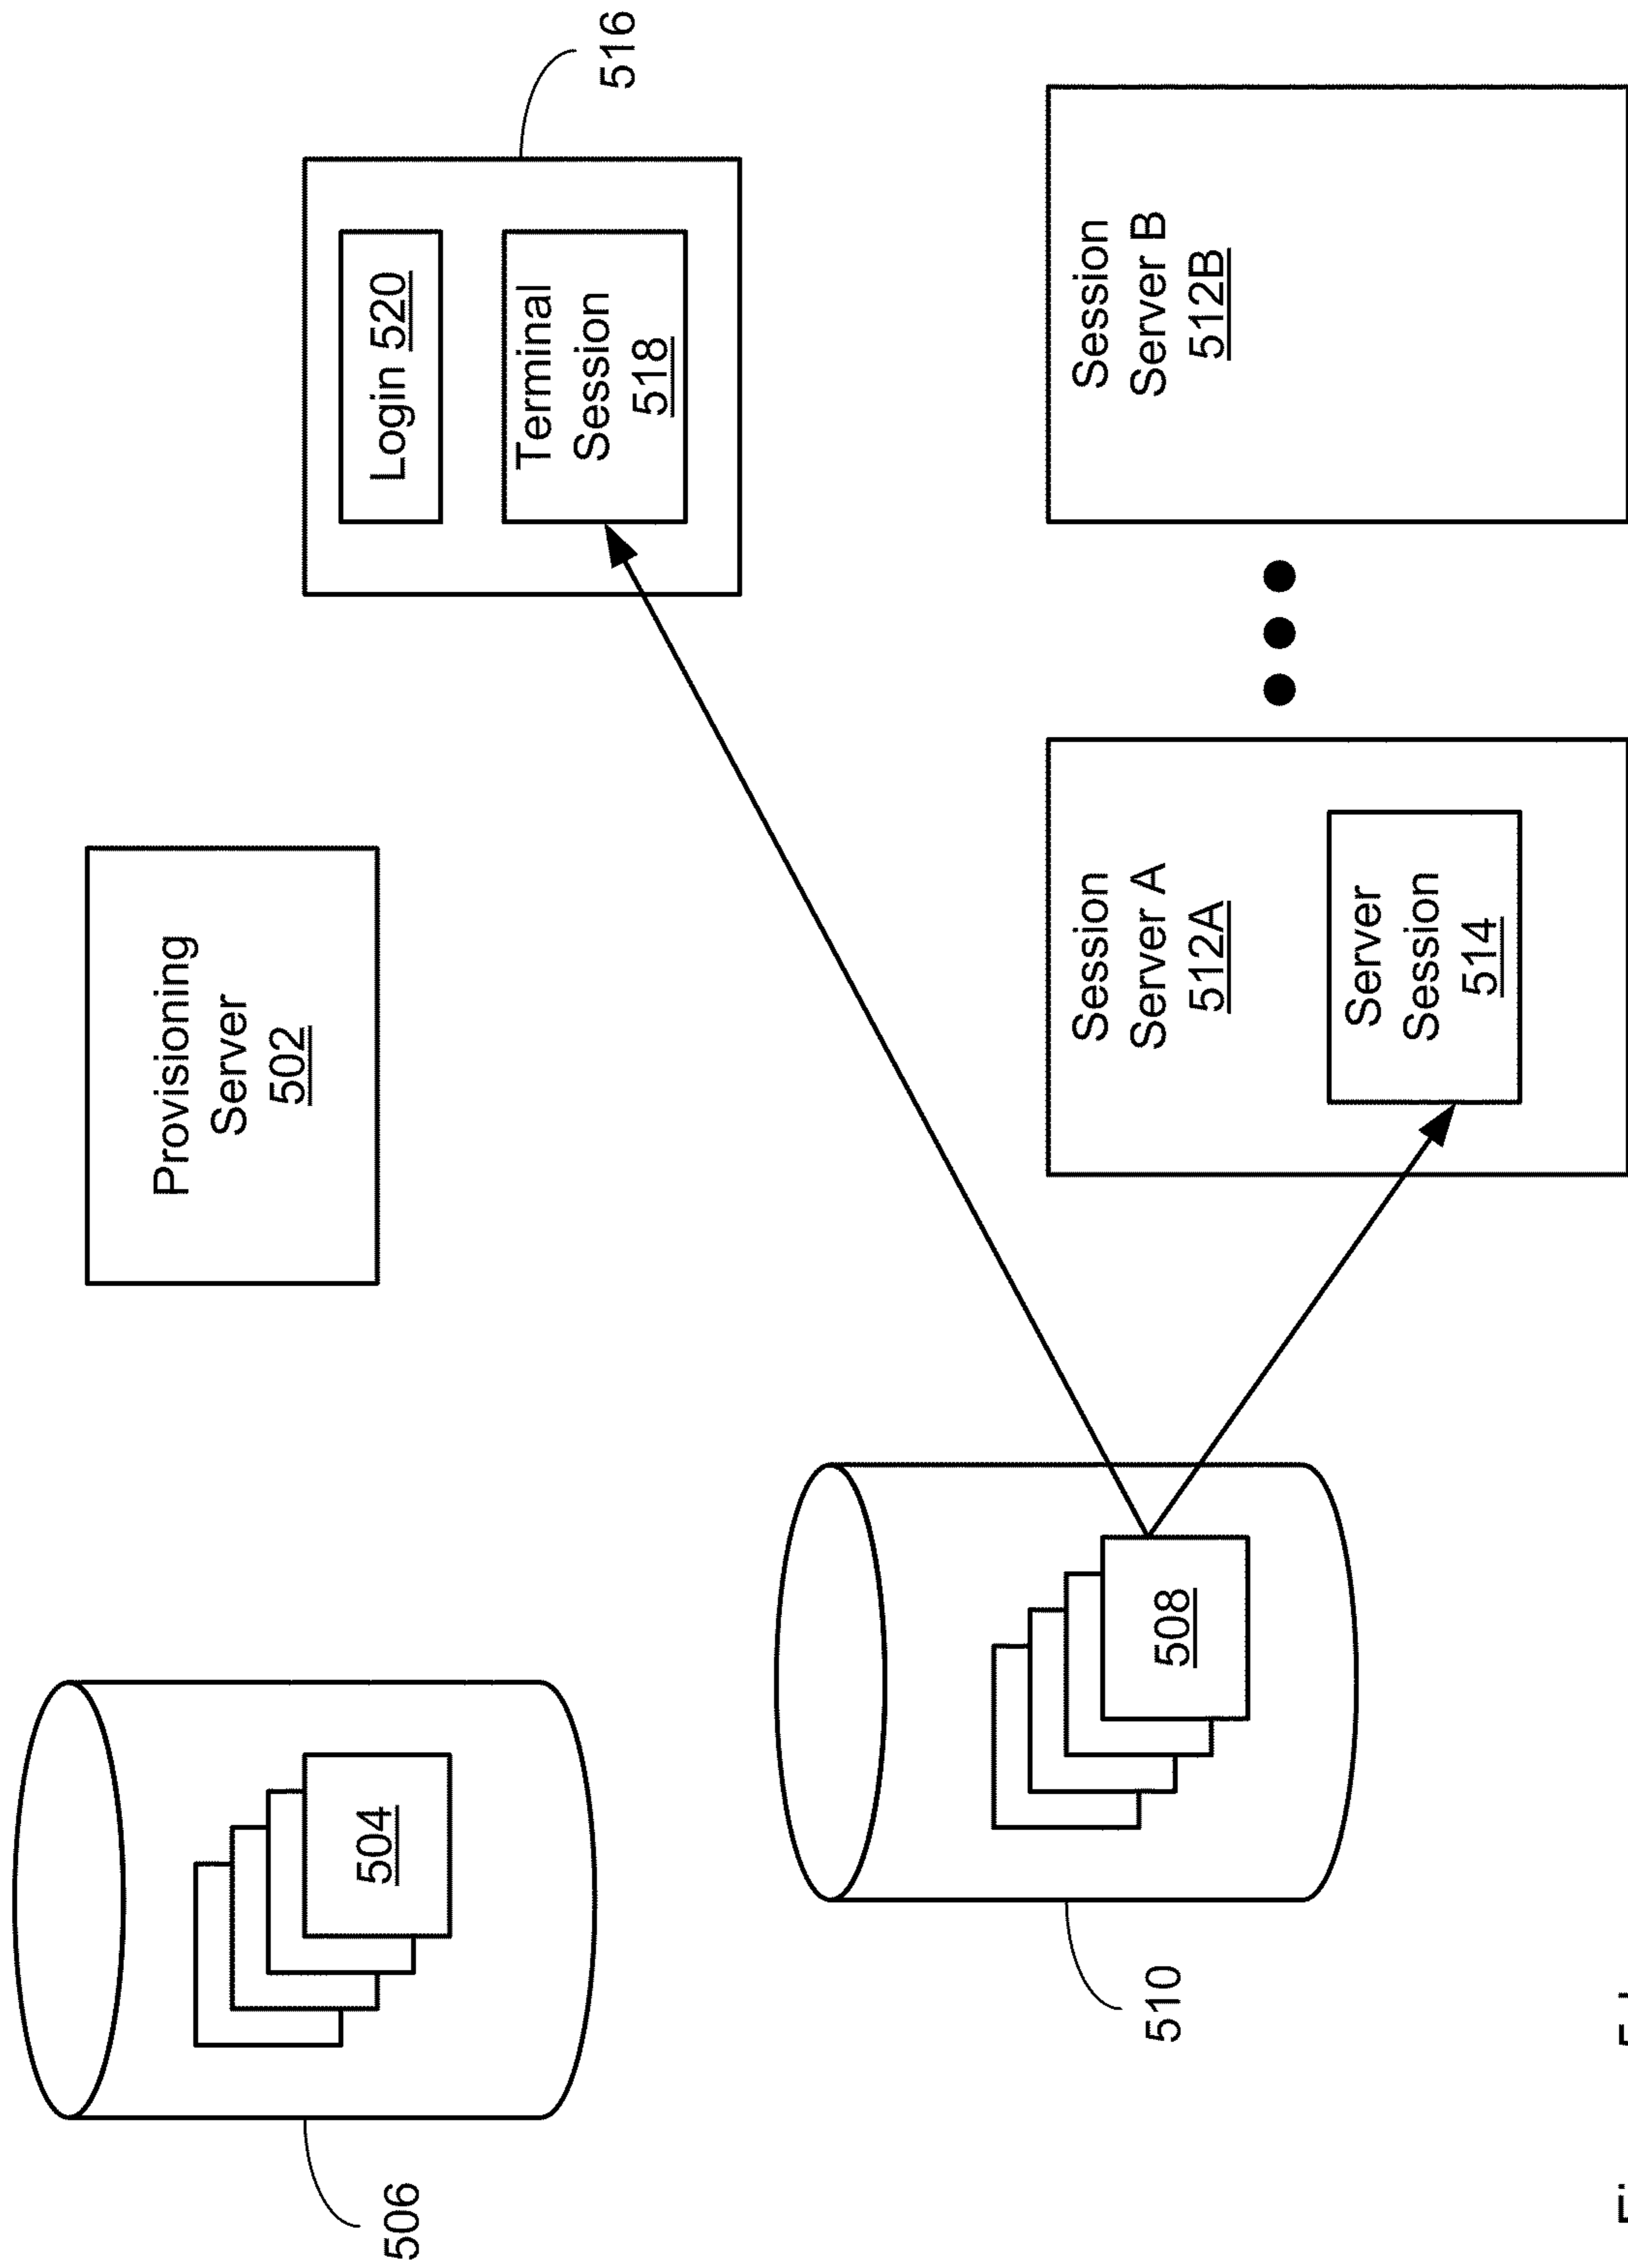 506
504
Provisioning
Server
502
Login 520
Terminal
Session
518
516
510
508
Session
Server A
512A
Server
Session
514
Session
Server B
512B